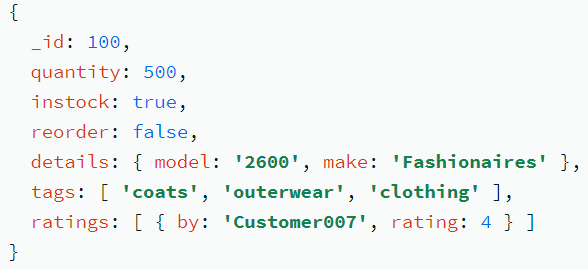 {
  _id: 100,
  quantity: 500,
  instock: true,
  reorder: false,
  details: { model: '2600', make: 'Fashionaires' },
  tags: [ 'coats', 'outerwear', 'clothing' ],
  ratings: [ { by: 'Customer007', rating: 4 } ]
}